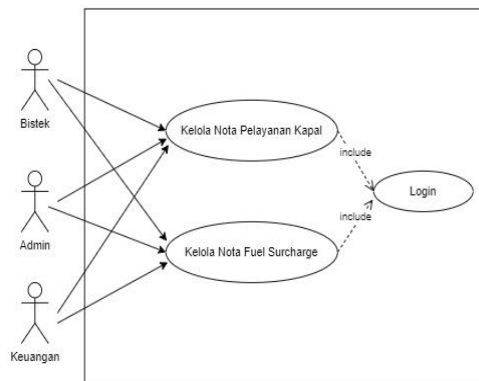 Bistek
Kelola Nota Pelayanan Kapal
include
Login
Admin
include
Kelola Nota Fuel Surcharge
Keuangan